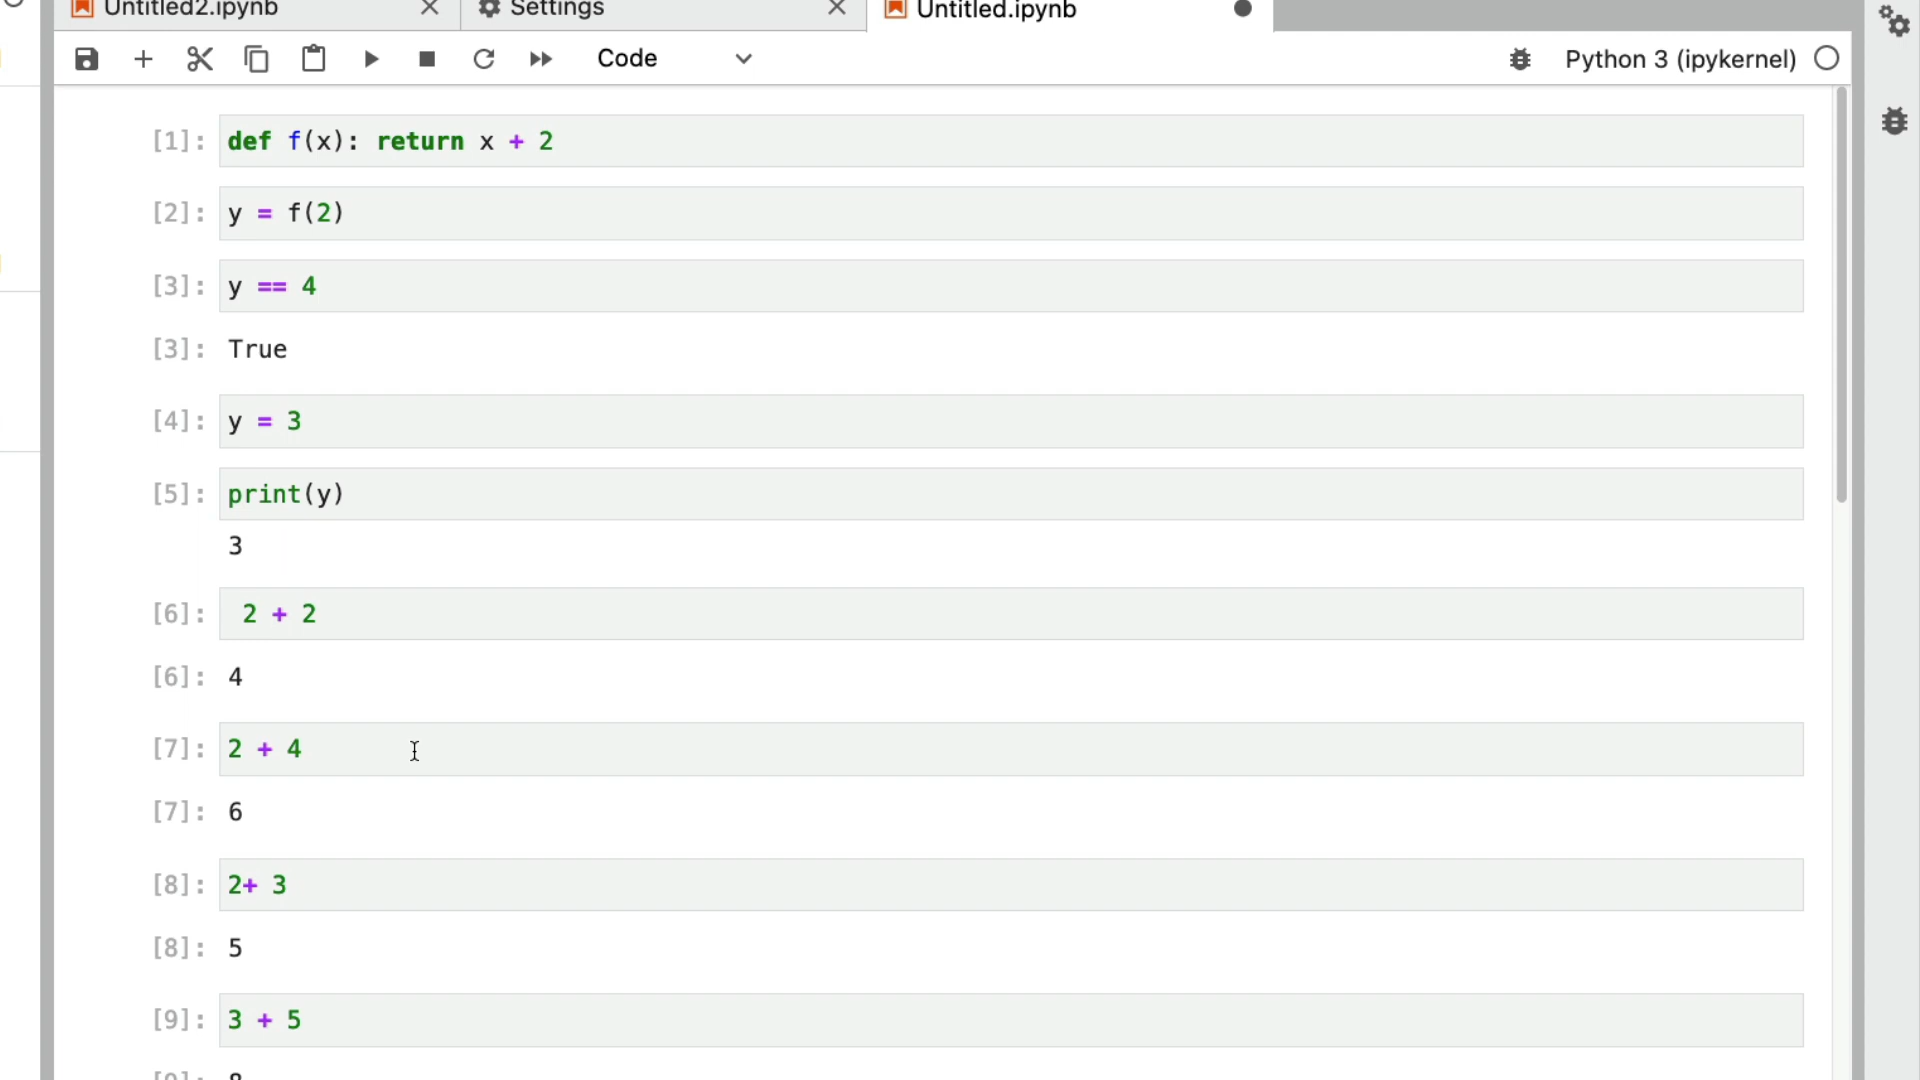 Untitled2.ipynb Settings Untitled.ipynb
Code Python 3 (ipykernel)
[1]: def f(x): return x + 2
[2]: y = f(2)
[3]: y == 4
[3]: True
[4]: y = 3
[5]: print(y)
3
[6]: 2 + 2
[6]: 4
[7]: 2 + 4
[7]: 6
[8]: 2+ 3
[8]: 5
[9]: 3 + 5
[9]: 8